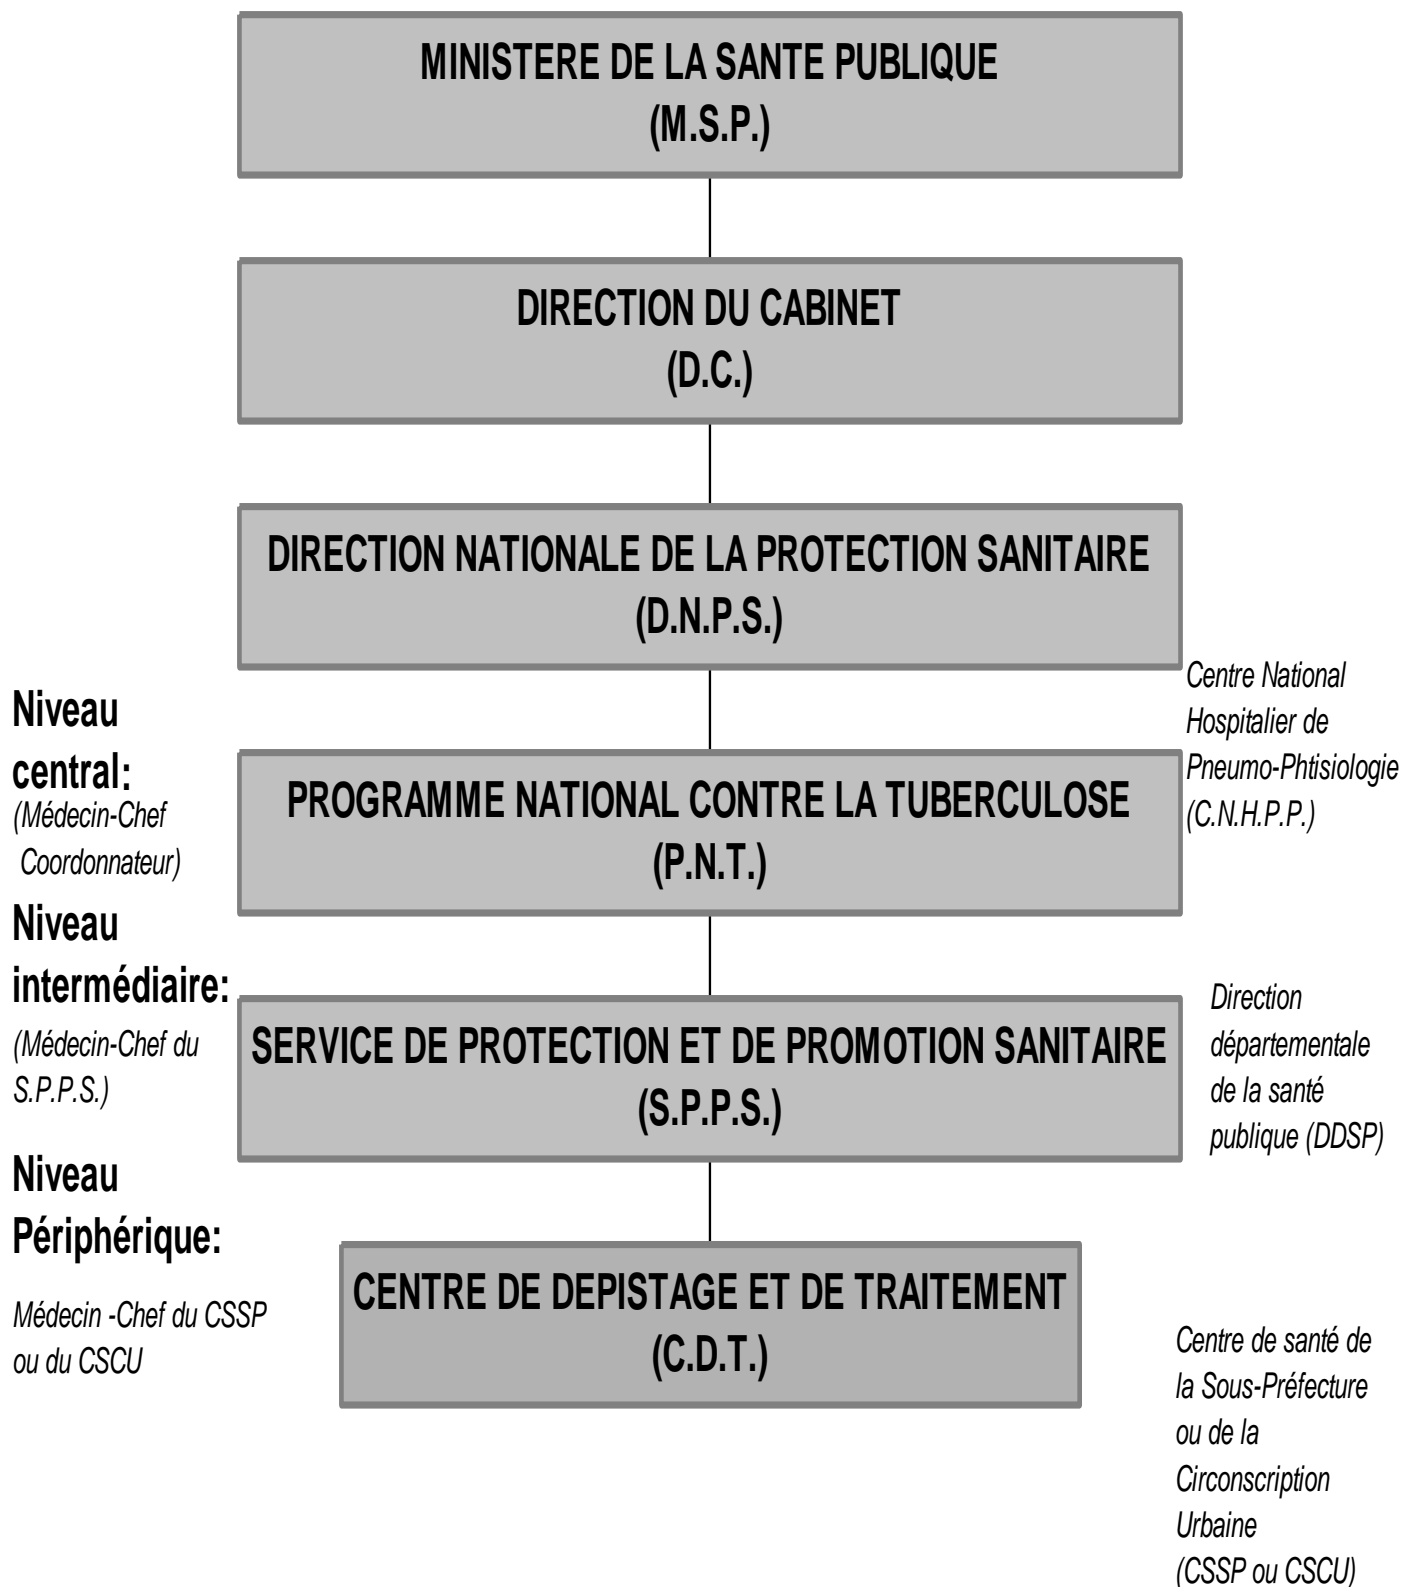 MINISTERE DE LA SANTE PUBLIQUE
(M.S.P.)
DIRECTION DU CABINET
(D.C.)
DIRECTION NATIONALE DE LA PROTECTION SANITAIRE
(D.N.P.S.)
Niveau
central:
(Médecin-Chef
Coordonnateur)
PROGRAMME NATIONAL CONTRE LA TUBERCULOSE
(P.N.T.)
Centre National
Hospitalier de
Pneumo-Phtisiologie
(C.N.H.P.P.)
Niveau
intermédiaire:
(Médecin-Chef du
S.P.P.S.)
SERVICE DE PROTECTION ET DE PROMOTION SANITAIRE
(S.P.P.S.)
Direction
départementale
de la santé
publique (DDSP)
Niveau
Périphérique:
Médecin -Chef du CSSP
ou du CSCU
CENTRE DE DEPISTAGE ET DE TRAITEMENT
(C.D.T.)
Centre de santé de
la Sous-Préfecture
ou de la
Circonscription
Urbaine
(CSSP ou CSCU)